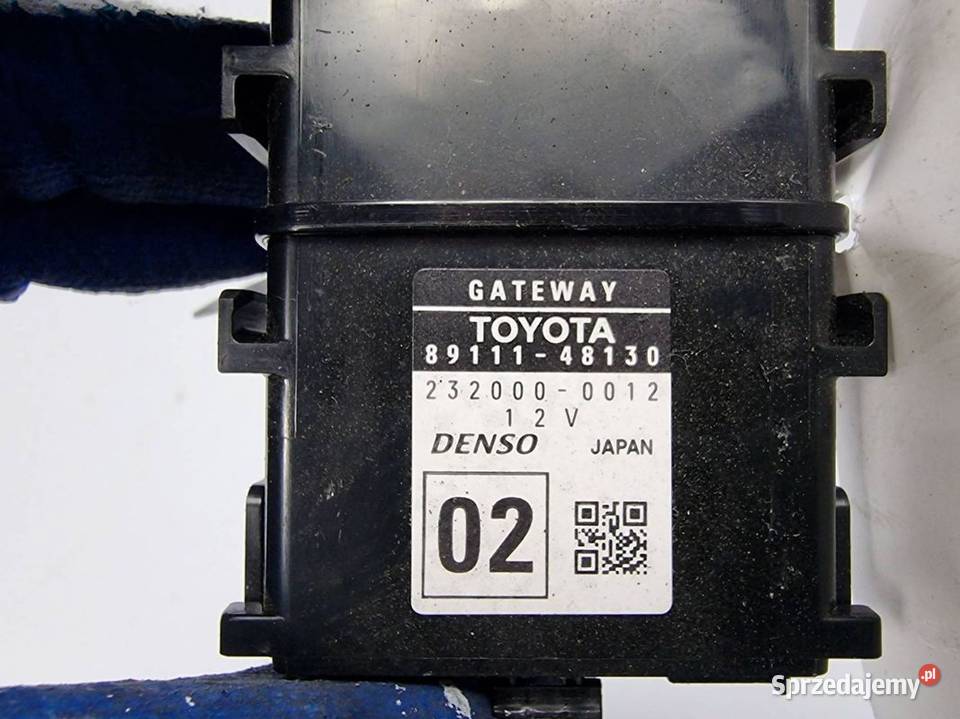 GATEWAY
TOYOTA
89111-48130
232000-0012
12V
DENSO JAPAN
02
Sprzedajemy.pl